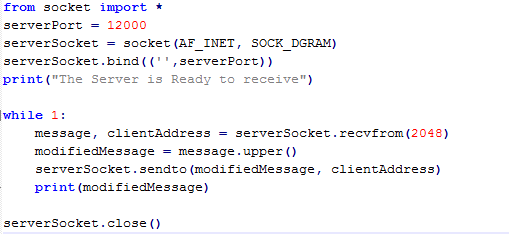 from socket import *
serverPort = 12000
serverSocket = socket(AF_INET, SOCK_DGRAM)
serverSocket.bind(('',serverPort))
print("The Server is Ready to receive")
while 1:
    message, clientAddress = serverSocket.recvfrom(2048)
    modifiedMessage = message.upper()
    serverSocket.sendto(modifiedMessage, clientAddress)
    print(modifiedMessage)
serverSocket.close()